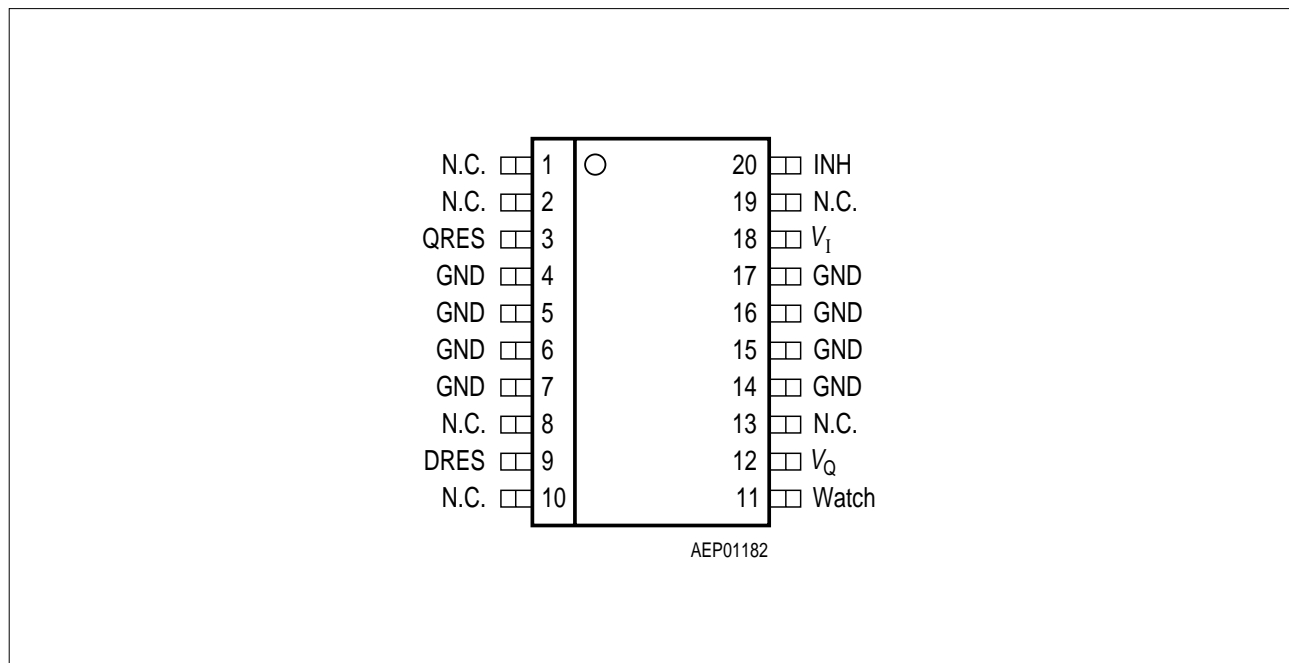 N.C. 1 20 INH
N.C. 2 19 N.C.
QRES 3 18 V_I
GND 4 17 GND
GND 5 16 GND
GND 6 15 GND
GND 7 14 GND
N.C. 8 13 N.C.
DRES 9 12 V_Q
N.C. 10 11 Watch
AEP01182